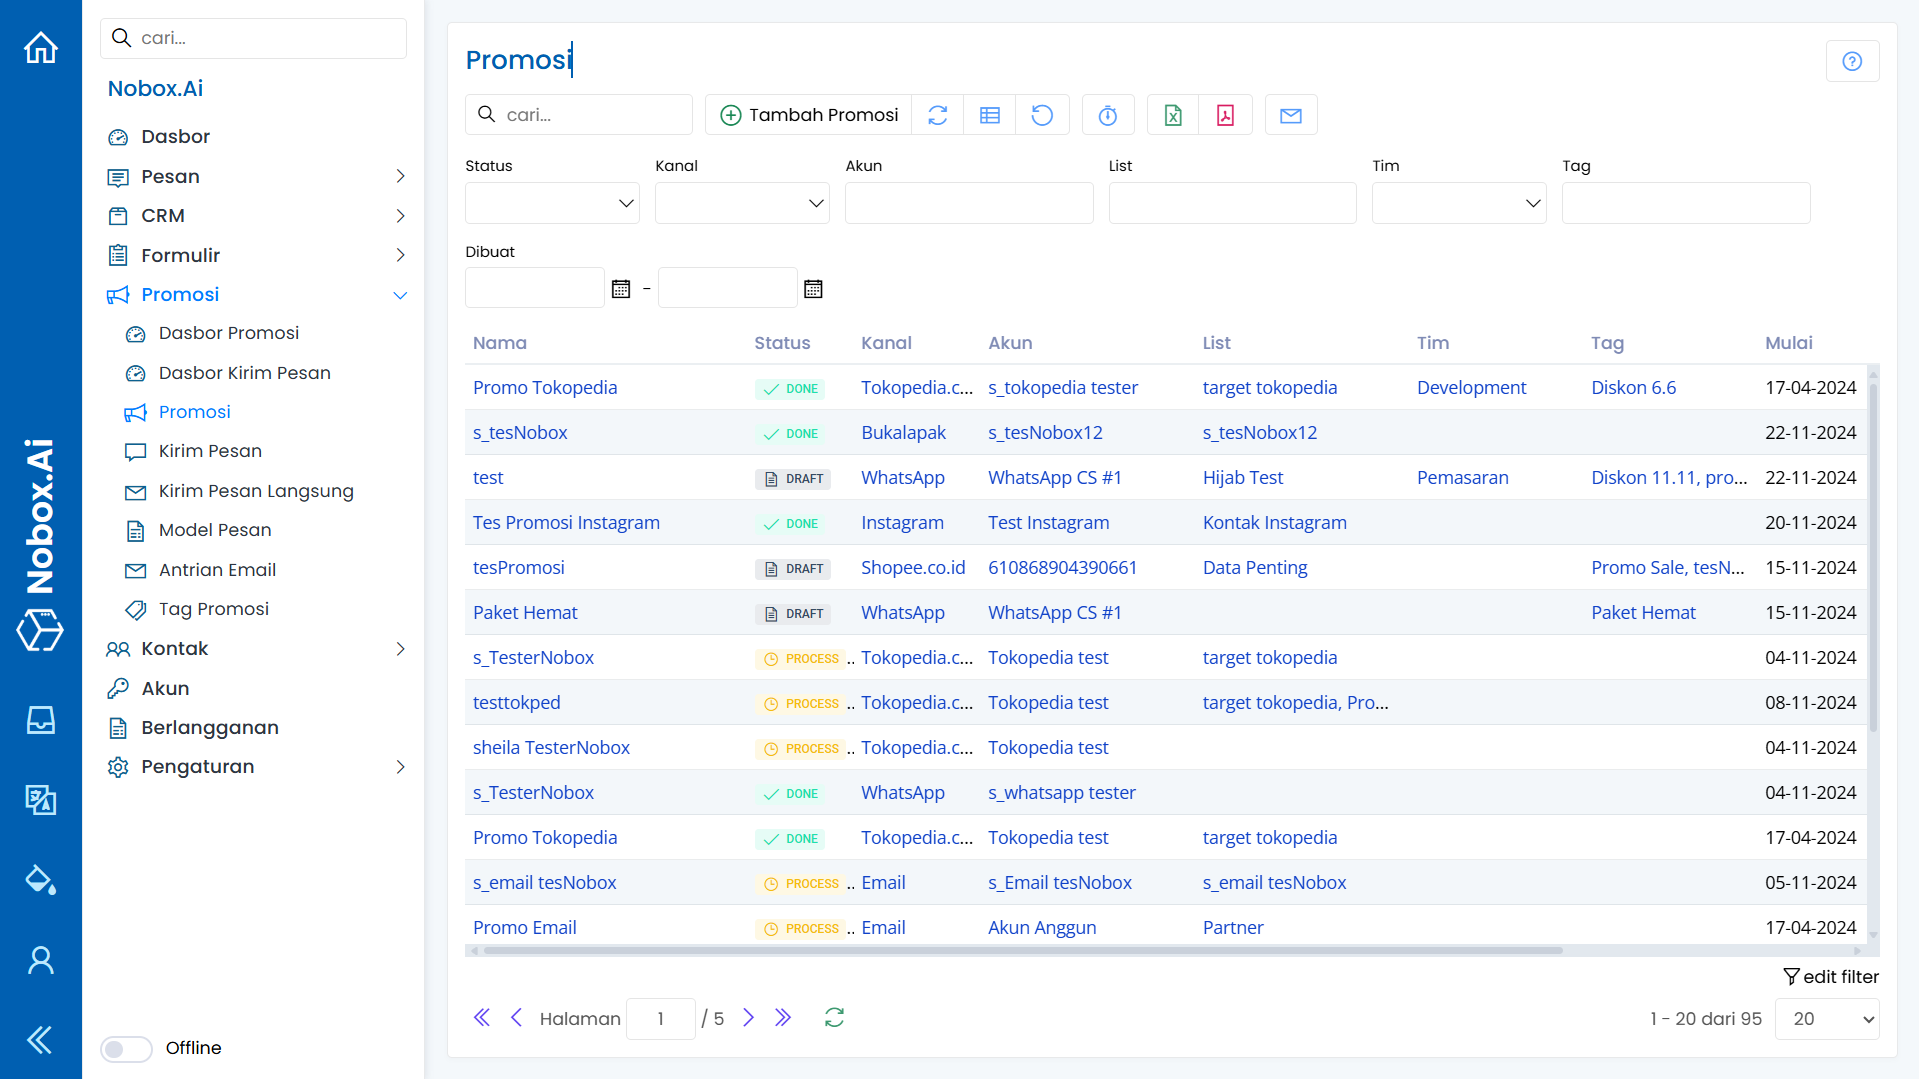 cari...
Nobox.Ai
Dasbor
Pesan
CRM
Formulir
Promosi
Dasbor Promosi
Dasbor Kirim Pesan
Promosi
Kirim Pesan
Kirim Pesan Langsung
Model Pesan
Antrian Email
Tag Promosi
Kontak
Akun
Berlangganan
Pengaturan
Offline
Nobox.Ai
Promosi
cari... Tambah Promosi
Status Kanal Akun List Tim Tag
Dibuat
-
Nama Status Kanal Akun List Tim Tag Mulai
Promo Tokopedia DONE Tokopedia.c... s_tokopedia tester target tokopedia Development Diskon 6.6 17-04-2024
s_tesNobox DONE Bukalapak s_tesNobox12 s_tesNobox12 22-11-2024
test DRAFT WhatsApp WhatsApp CS #1 Hijab Test Pemasaran Diskon 11.11, pro... 22-11-2024
Tes Promosi Instagram DONE Instagram Test Instagram Kontak Instagram 20-11-2024
tesPromosi DRAFT Shopee.co.id 610868904390661 Data Penting Promo Sale, tesN... 15-11-2024
Paket Hemat DRAFT WhatsApp WhatsApp CS #1 Paket Hemat 15-11-2024
s_TesterNobox PROCESS .. Tokopedia.c... Tokopedia test target tokopedia 04-11-2024
testtokped PROCESS .. Tokopedia.c... Tokopedia test target tokopedia, Pro... 08-11-2024
sheila TesterNobox PROCESS .. Tokopedia.c... Tokopedia test 04-11-2024
s_TesterNobox DONE WhatsApp s_whatsapp tester 04-11-2024
Promo Tokopedia DONE Tokopedia.c... Tokopedia test target tokopedia 17-04-2024
s_email tesNobox PROCESS .. Email s_Email tesNobox s_email tesNobox 05-11-2024
Promo Email PROCESS .. Email Akun Anggun Partner 17-04-2024
edit filter
Halaman 1 / 5 1 - 20 dari 95 20